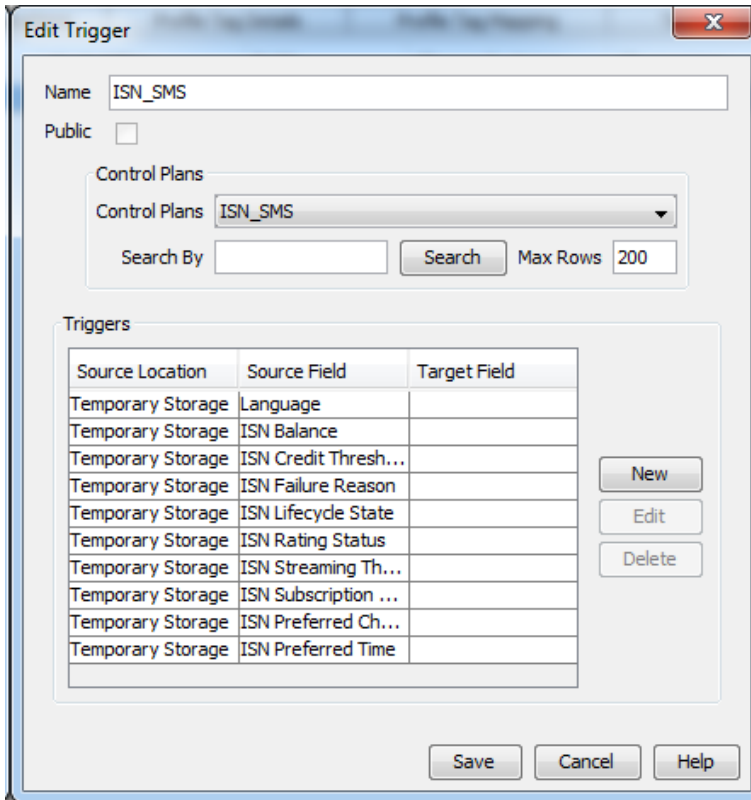 Edit Trigger
Name ISN_SMS
Public
Control Plans
Control Plans ISN_SMS
Search By Search Max Rows 200
Triggers
Source Location Source Field Target Field
Temporary Storage Language
Temporary Storage ISN Balance
Temporary Storage ISN Credit Thresh...
Temporary Storage ISN Failure Reason
Temporary Storage ISN Lifecycle State
Temporary Storage ISN Rating Status
Temporary Storage ISN Streaming Th...
Temporary Storage ISN Subscription ...
Temporary Storage ISN Preferred Ch...
Temporary Storage ISN Preferred Time
New
Edit
Delete
Save Cancel Help